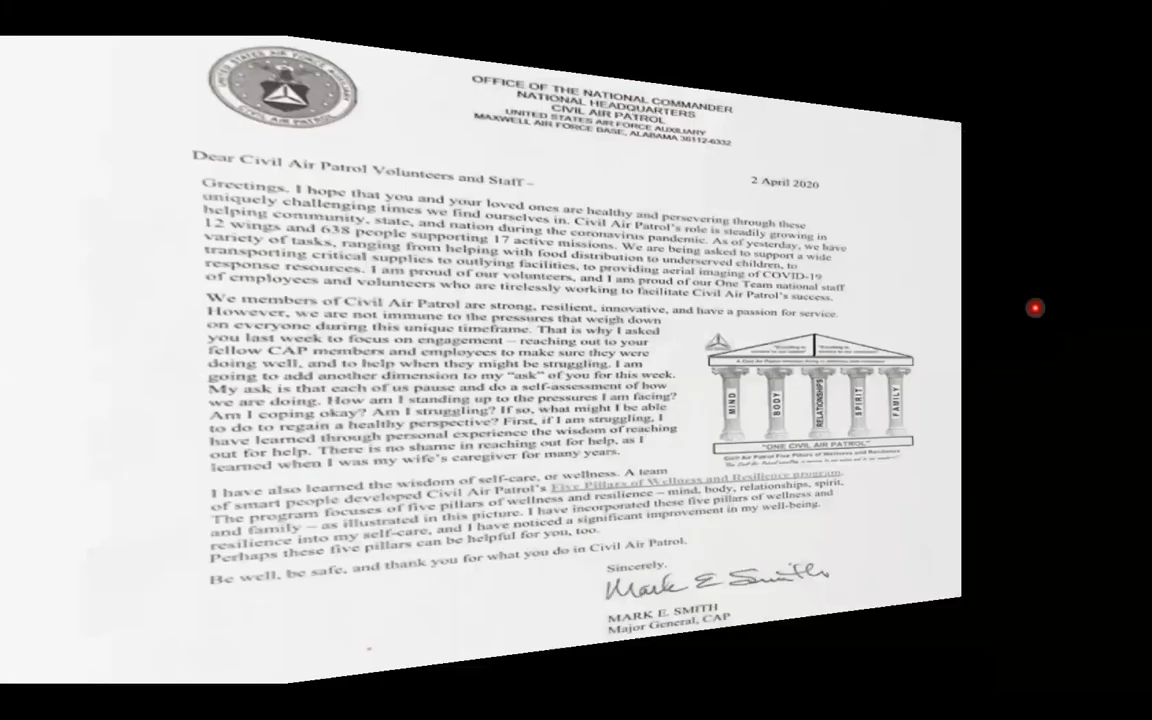 UNITED STATES AIR FORCE AUXILIARY
CIVIL AIR PATROL
OFFICE OF THE NATIONAL COMMANDER
NATIONAL HEADQUARTERS
CIVIL AIR PATROL
UNITED STATES AIR FORCE AUXILIARY
MAXWELL AIR FORCE BASE, ALABAMA 36112-6332
2 April 2020
Dear Civil Air Patrol Volunteers and Staff –
Greetings. I hope that you and your loved ones are healthy and persevering through these
uniquely challenging times we find ourselves in. Civil Air Patrol's role is steadily growing in
helping community, state, and nation during the coronavirus pandemic. As of yesterday, we have
12 wings and 638 people supporting 17 active missions. We are being asked to support a wide
variety of tasks, ranging from helping with food distribution to underserved children, to
transporting critical supplies to outlying facilities, to providing aerial imaging of COVID-19
response resources. I am proud of our volunteers, and I am proud of our One Team national staff
of employees and volunteers who are tirelessly working to facilitate Civil Air Patrol's success.
We members of Civil Air Patrol are strong, resilient, innovative, and have a passion for service.
However, we are not immune to the pressures that weigh down
on everyone during this unique timeframe. That is why I asked
you last week to focus on engagement – reaching out to your
fellow CAP members and employees to make sure they were
doing well, and to help when they might be struggling. I am
going to add another dimension to my "ask" of you for this week.
My ask is that each of us pause and do a self-assessment of how
we are doing. How am I standing up to the pressures I am facing?
Am I coping okay? Am I struggling? If so, what might I be able
to do to regain a healthy perspective? First, if I am struggling, I
have learned through personal experience the wisdom of reaching
out for help. There is no shame in reaching out for help, as I
learned when I was my wife's caregiver for many years.
MIND
BODY
RELATIONSHIPS
SPIRIT
FAMILY
"ONE CIVIL AIR PATROL"
Civil Air Patrol Five Pillars of Wellness and Resilience
I have also learned the wisdom of self-care, or wellness. A team
of smart people developed Civil Air Patrol's Five Pillars of Wellness and Resilience program.
The program focuses of five pillars of wellness and resilience – mind, body, relationships, spirit,
and family – as illustrated in this picture. I have incorporated these five pillars of wellness and
resilience into my self-care, and I have noticed a significant improvement in my well-being.
Perhaps these five pillars can be helpful for you, too.
Be well, be safe, and thank you for what you do in Civil Air Patrol.
Sincerely,
Mark E Smith
MARK E. SMITH
Major General, CAP